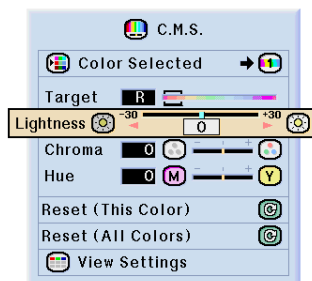 C.M.S.
Color Selected 1
Target R
Lightness -30 0 +30
Chroma 0 - +
Hue 0 M Y
Reset (This Color)
Reset (All Colors)
View Settings